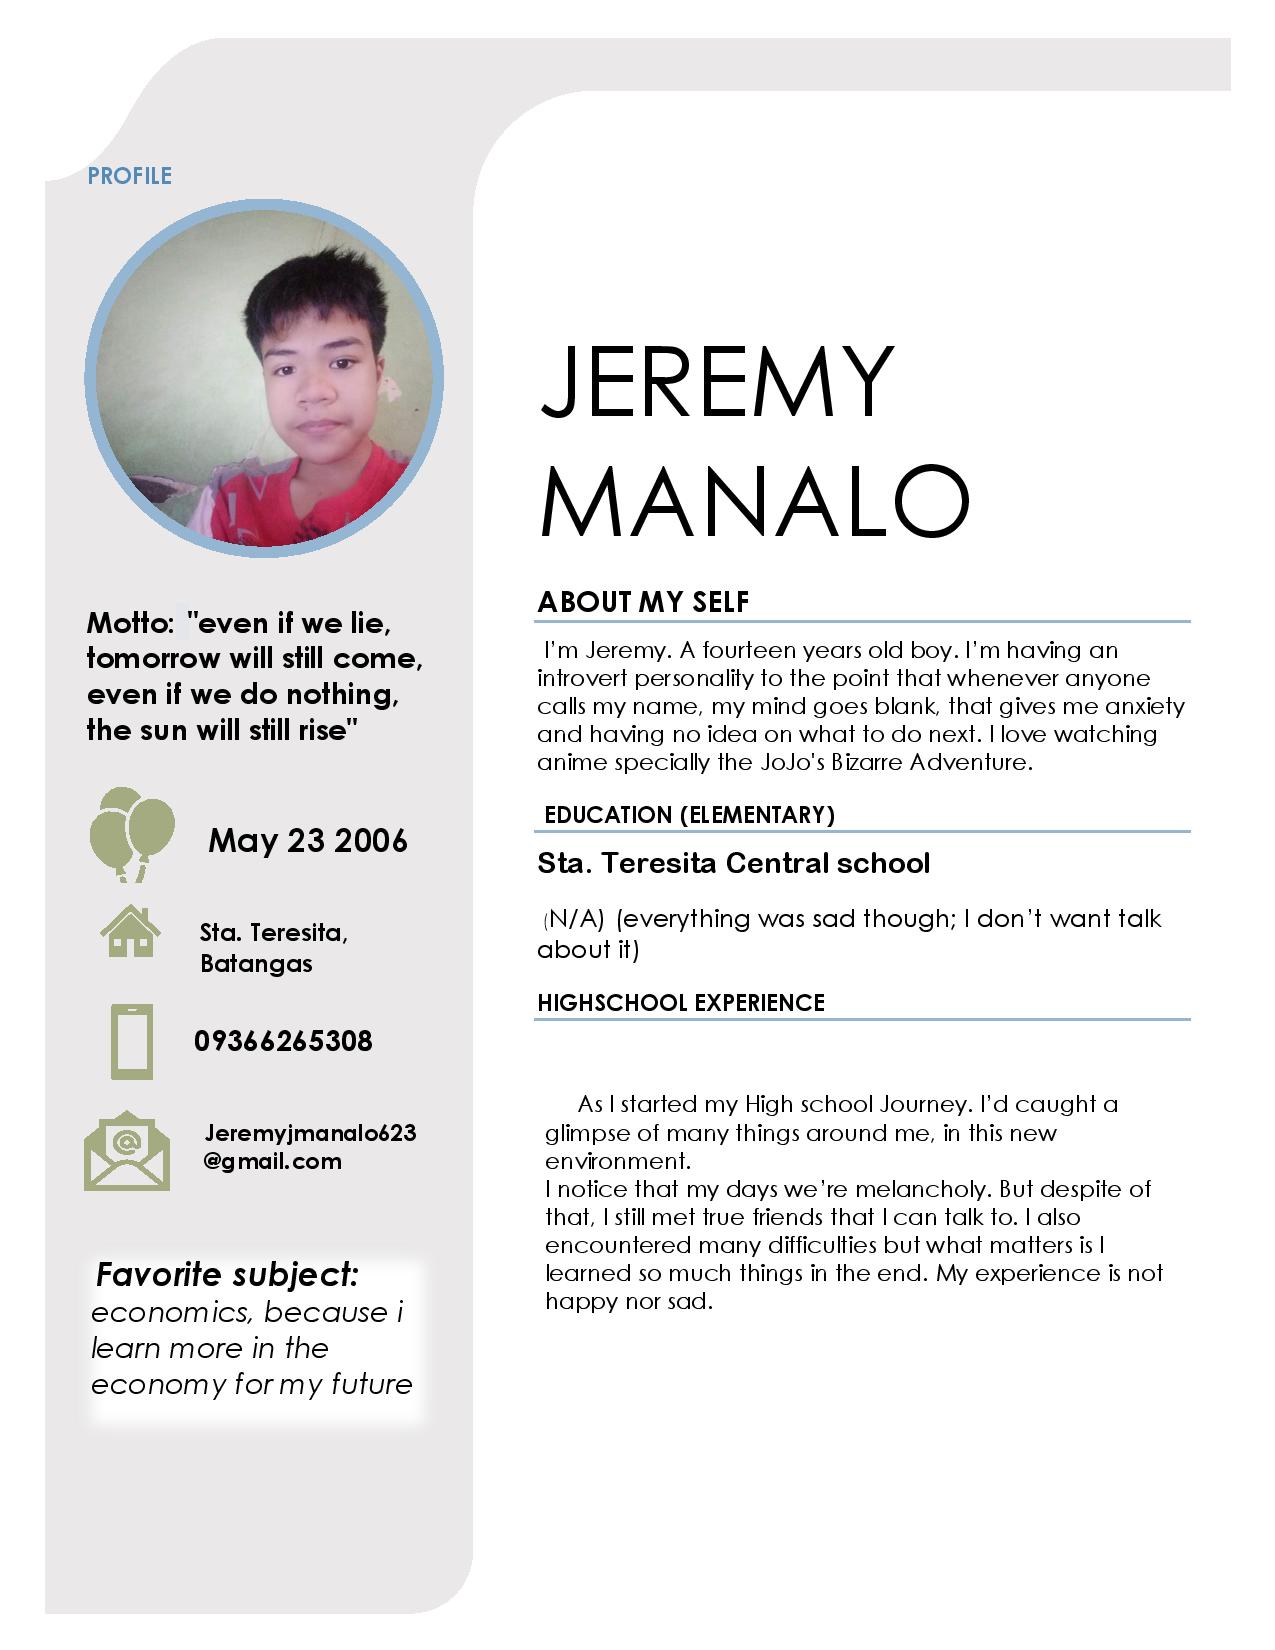 PROFILE
Motto: "even if we lie,
tomorrow will still come,
even if we do nothing,
the sun will still rise"
May 23 2006
Sta. Teresita,
Batangas
09366265308
Jeremyjmanalo623
@gmail.com
Favorite subject:
economics, because i
learn more in the
economy for my future
JEREMY
MANALO
ABOUT MY SELF
I’m Jeremy. A fourteen years old boy. I’m having an
introvert personality to the point that whenever anyone
calls my name, my mind goes blank, that gives me anxiety
and having no idea on what to do next. I love watching
anime specially the JoJo's Bizarre Adventure.
EDUCATION (ELEMENTARY)
Sta. Teresita Central school
(N/A) (everything was sad though; I don’t want talk
about it)
HIGHSCHOOL EXPERIENCE
As I started my High school Journey. I’d caught a
glimpse of many things around me, in this new
environment.
I notice that my days we’re melancholy. But despite of
that, I still met true friends that I can talk to. I also
encountered many difficulties but what matters is I
learned so much things in the end. My experience is not
happy nor sad.